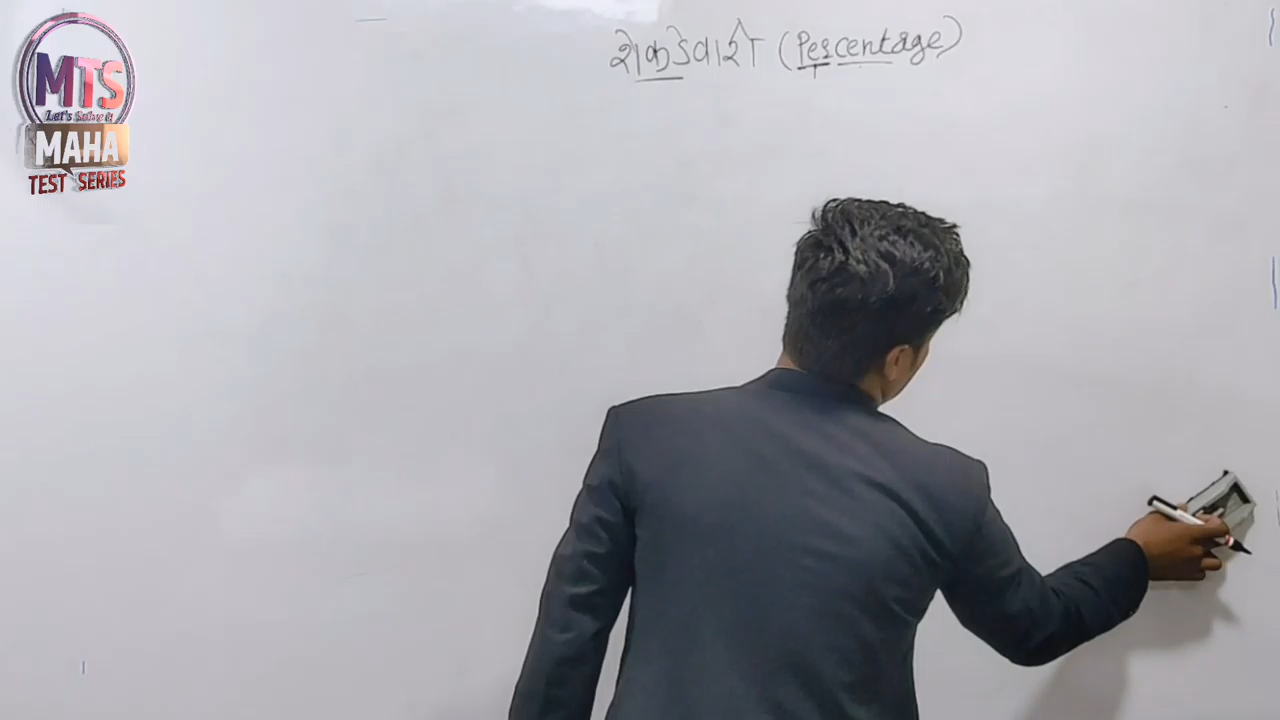 MTS
Let's Solve it
MAHA
TEST SERIES
शेकडेवारी (Percentage)